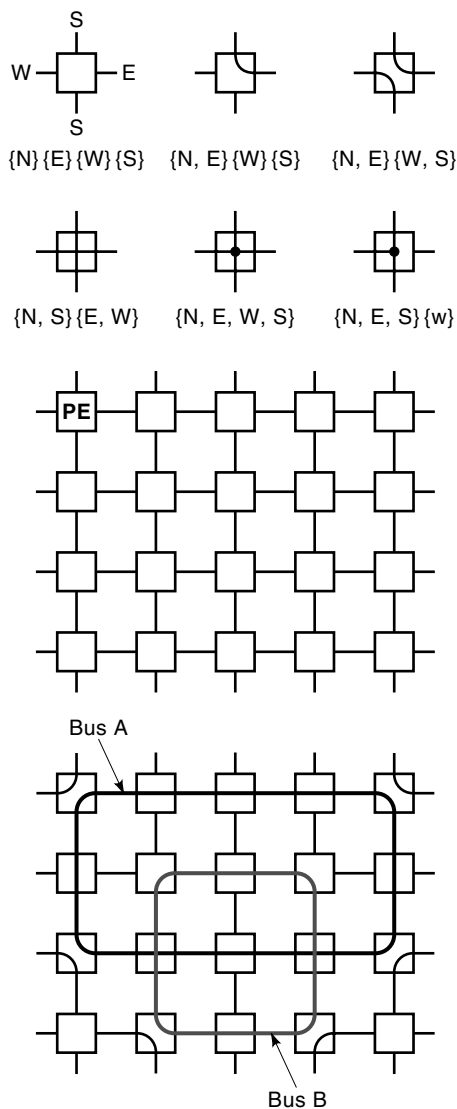 S
W E
S
{N}{E}{W}{S} {N, E}{W}{S} {N, E}{W, S}
{N, S}{E, W} {N, E, W, S} {N, E, S}{w}
PE
Bus A
Bus B